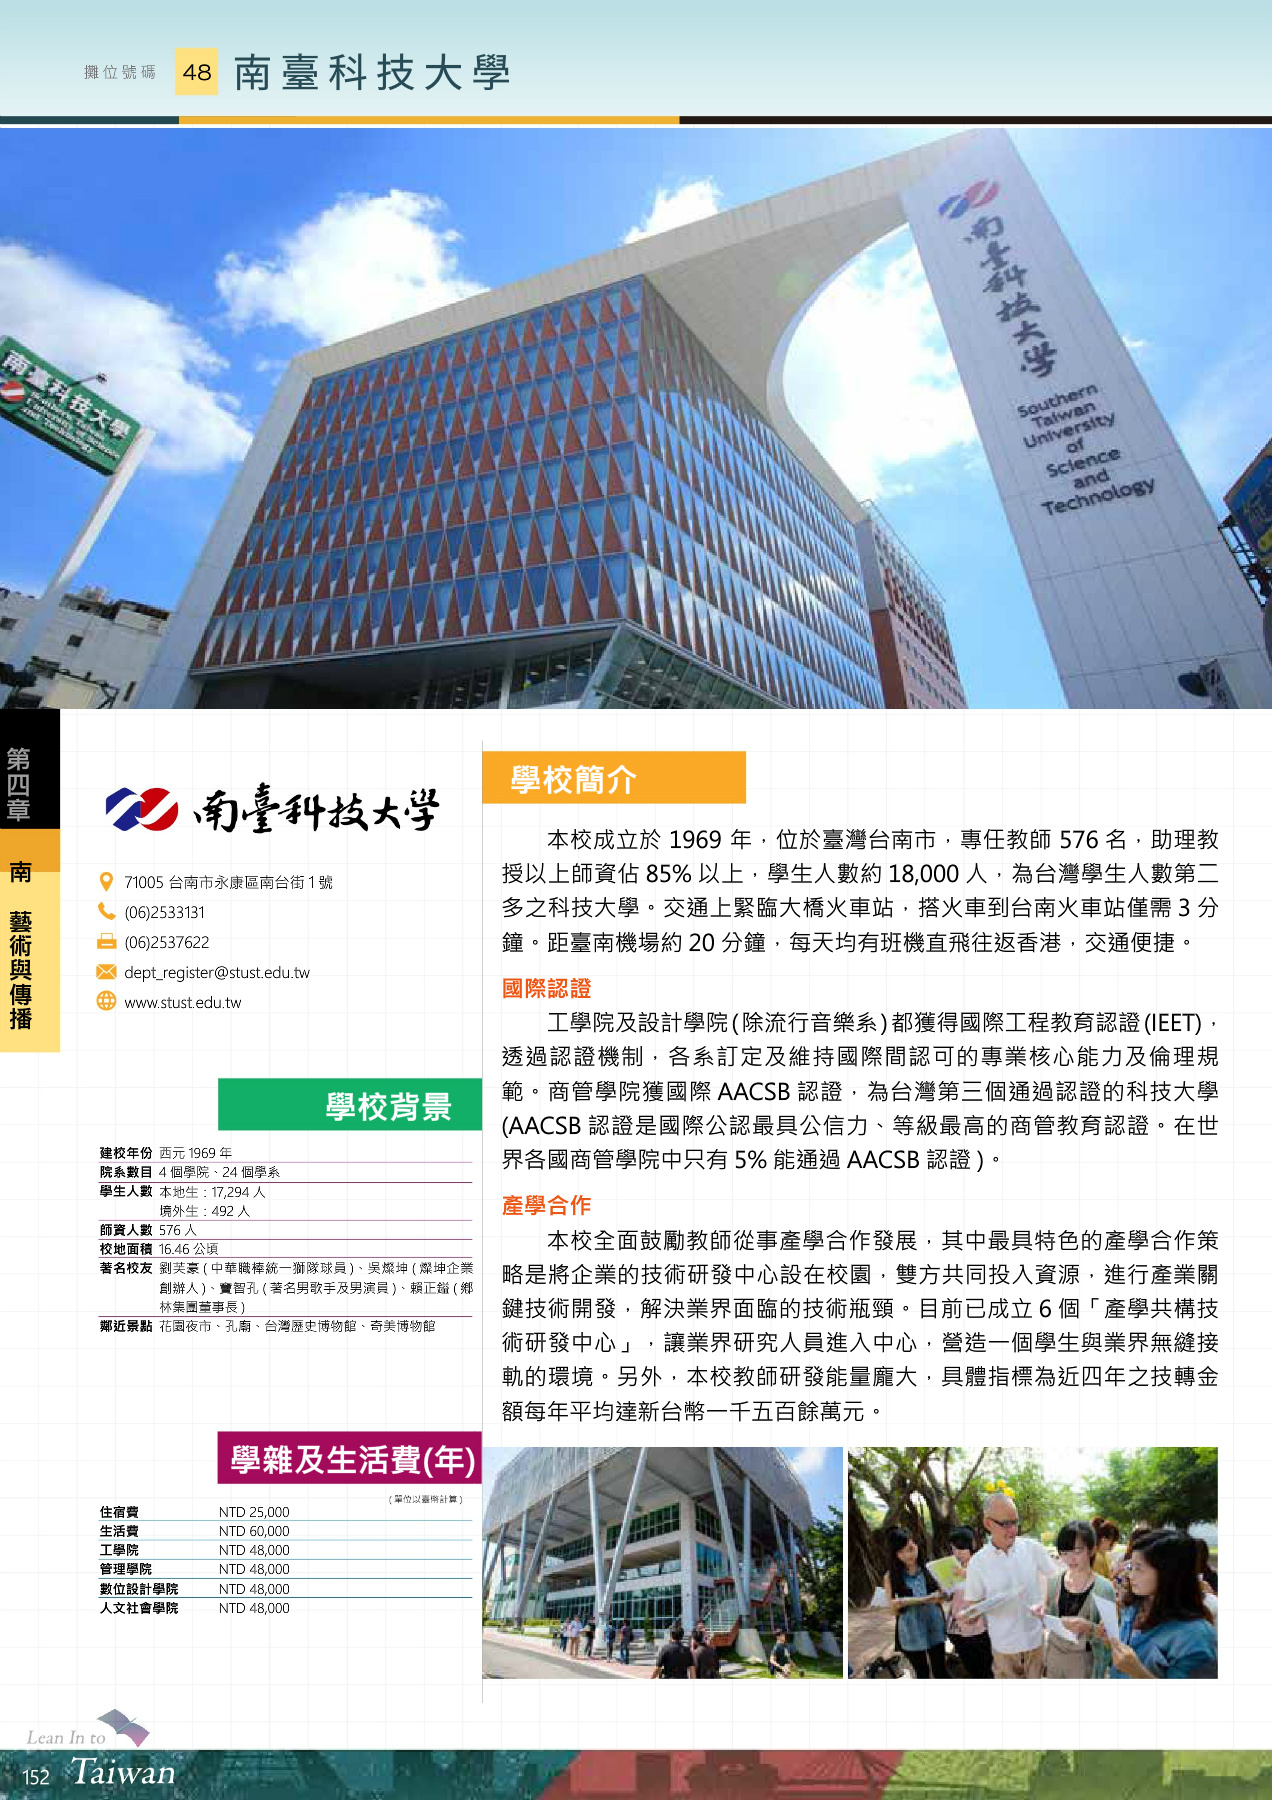 攤位號碼 48 南臺科技大學
南臺科技大學
南臺科技大學
Southern
Taiwan
University
of
Science
and
Technology
第四章
南 藝術與傳播
南臺科技大學
71005 台南市永康區南台街 1 號
(06)2533131
(06)2537622
dept_register@stust.edu.tw
www.stust.edu.tw
學校背景
建校年份 西元 1969 年
院系數目 4 個學院、24 個學系
學生人數 本地生：17,294 人
境外生：492 人
師資人數 576 人
校地面積 16.46 公頃
著名校友 劉芙豪 ( 中華職棒統一獅隊球員 )、吳燦坤 ( 燦坤企業
創辦人 )、竇智孔 ( 著名男歌手及男演員 )、賴正鎰 ( 鄉
林集團董事長 )
鄰近景點 花園夜市、孔廟、台灣歷史博物館、奇美博物館
學雜及生活費(年)
( 單位以臺幣計算 )
住宿費 NTD 25,000
生活費 NTD 60,000
工學院 NTD 48,000
管理學院 NTD 48,000
數位設計學院 NTD 48,000
人文社會學院 NTD 48,000
學校簡介
本校成立於 1969 年，位於臺灣台南市，專任教師 576 名，助理教
授以上師資佔 85% 以上，學生人數約 18,000 人，為台灣學生人數第二
多之科技大學。交通上緊臨大橋火車站，搭火車到台南火車站僅需 3 分
鐘。距臺南機場約 20 分鐘，每天均有班機直飛往返香港，交通便捷。
國際認證
工學院及設計學院 ( 除流行音樂系 ) 都獲得國際工程教育認證 (IEET)，
透過認證機制，各系訂定及維持國際間認可的專業核心能力及倫理規
範。商管學院獲國際 AACSB 認證，為台灣第三個通過認證的科技大學
(AACSB 認證是國際公認最具公信力、等級最高的商管教育認證。在世
界各國商管學院中只有 5% 能通過 AACSB 認證 )。
產學合作
本校全面鼓勵教師從事產學合作發展，其中最具特色的產學合作策
略是將企業的技術研發中心設在校園，雙方共同投入資源，進行產業關
鍵技術開發，解決業界面臨的技術瓶頸。目前已成立 6 個「產學共構技
術研發中心」，讓業界研究人員進入中心，營造一個學生與業界無縫接
軌的環境。另外，本校教師研發能量龐大，具體指標為近四年之技轉金
額每年平均達新台幣一千五百餘萬元。
Lean In to
152 Taiwan